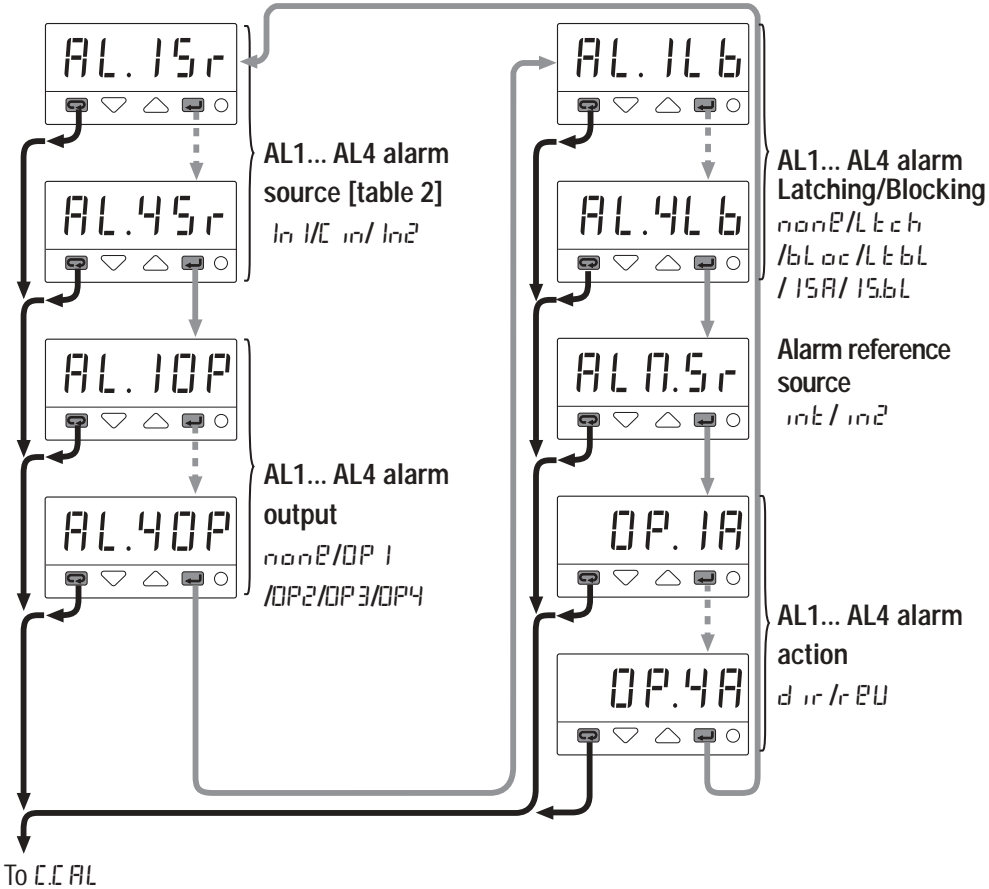 AL.1Sr
AL.4Sr
AL1... AL4 alarm
source [table 2]
In1/C in/In2
AL.1OP
AL.4OP
AL1... AL4 alarm
output
nonE/OP1
/OP2/OP3/OP4
AL.1Lb
AL.4Lb
AL1... AL4 alarm
Latching/Blocking
nonE/Ltch
/bLoc/LtbL
/ISA/IS.bL
ALM.Sr
Alarm reference
source
int/in2
OP.1A
OP.4A
AL1... AL4 alarm
action
dir/rEU
To C.CAL